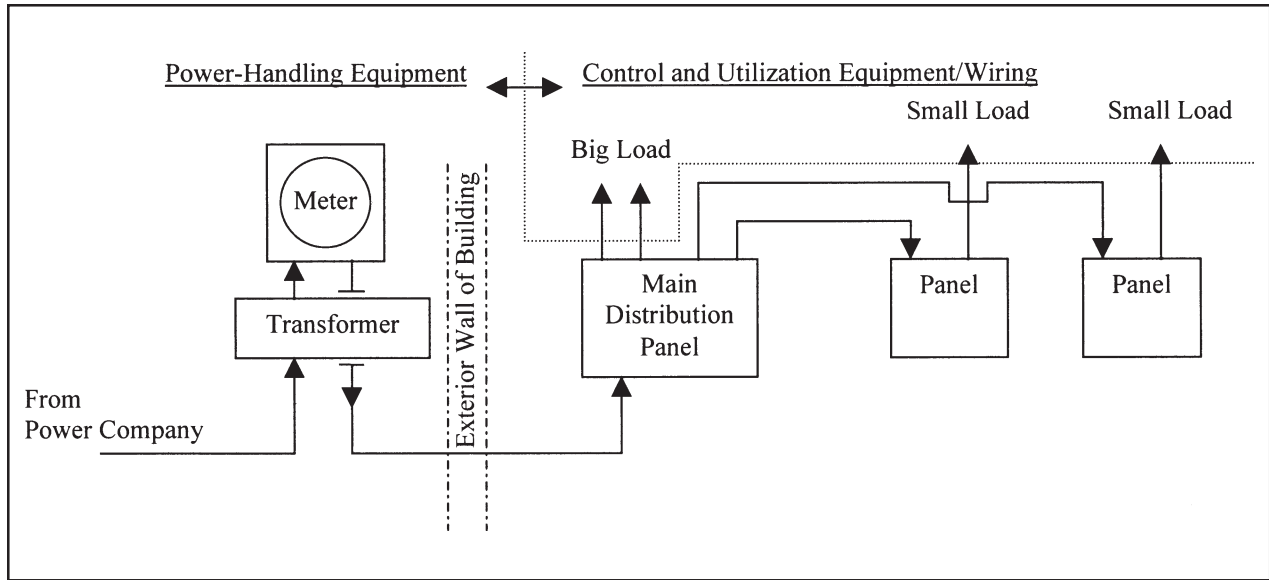 Power-Handling Equipment
Control and Utilization Equipment/Wiring
Small Load
Small Load
Big Load
Meter
Exterior Wall of Building
Main
Distribution
Panel
Panel
Panel
Transformer
From
Power Company